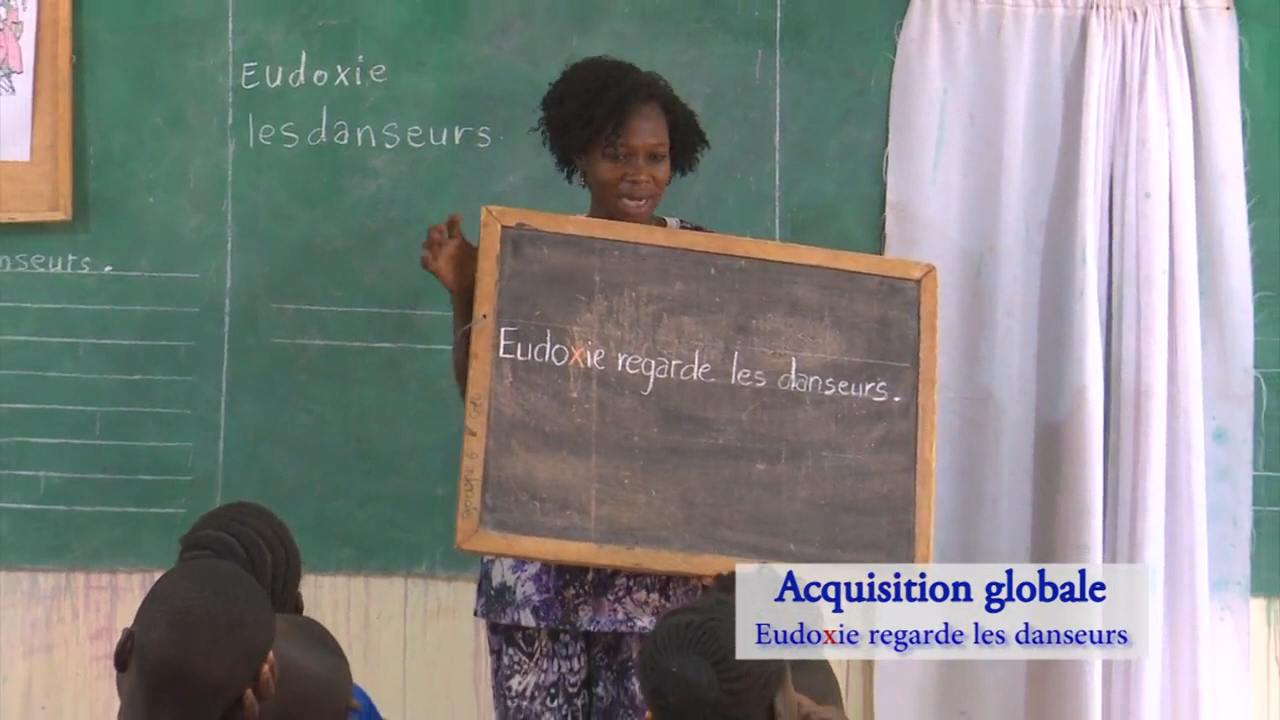 Eudoxie
les danseurs.
nseurs.
Eudoxie regarde les danseurs.
Acquisition globale
Eudoxie regarde les danseurs